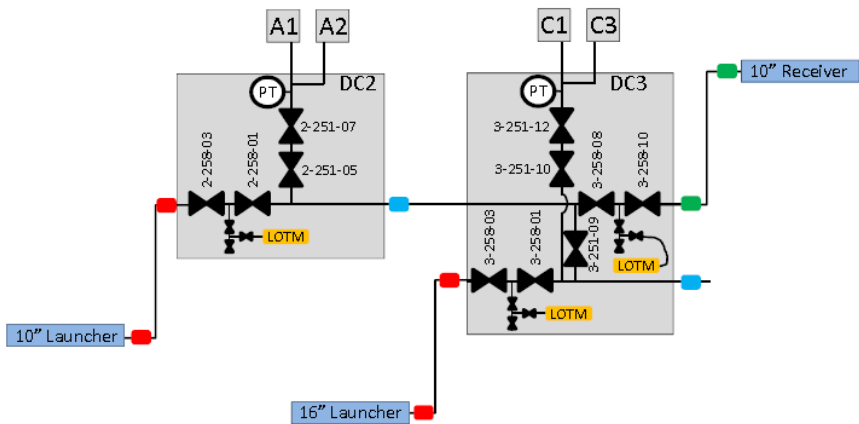 A1
A2
C1
C3
DC2
DC3
10” Receiver
PT
PT
2-258-03
2-258-01
2-251-07
2-251-05
3-251-12
3-251-10
3-258-08
3-258-10
LOTM
3-258-03
3-258-01
3-251-09
LOTM
LOTM
10” Launcher
16” Launcher